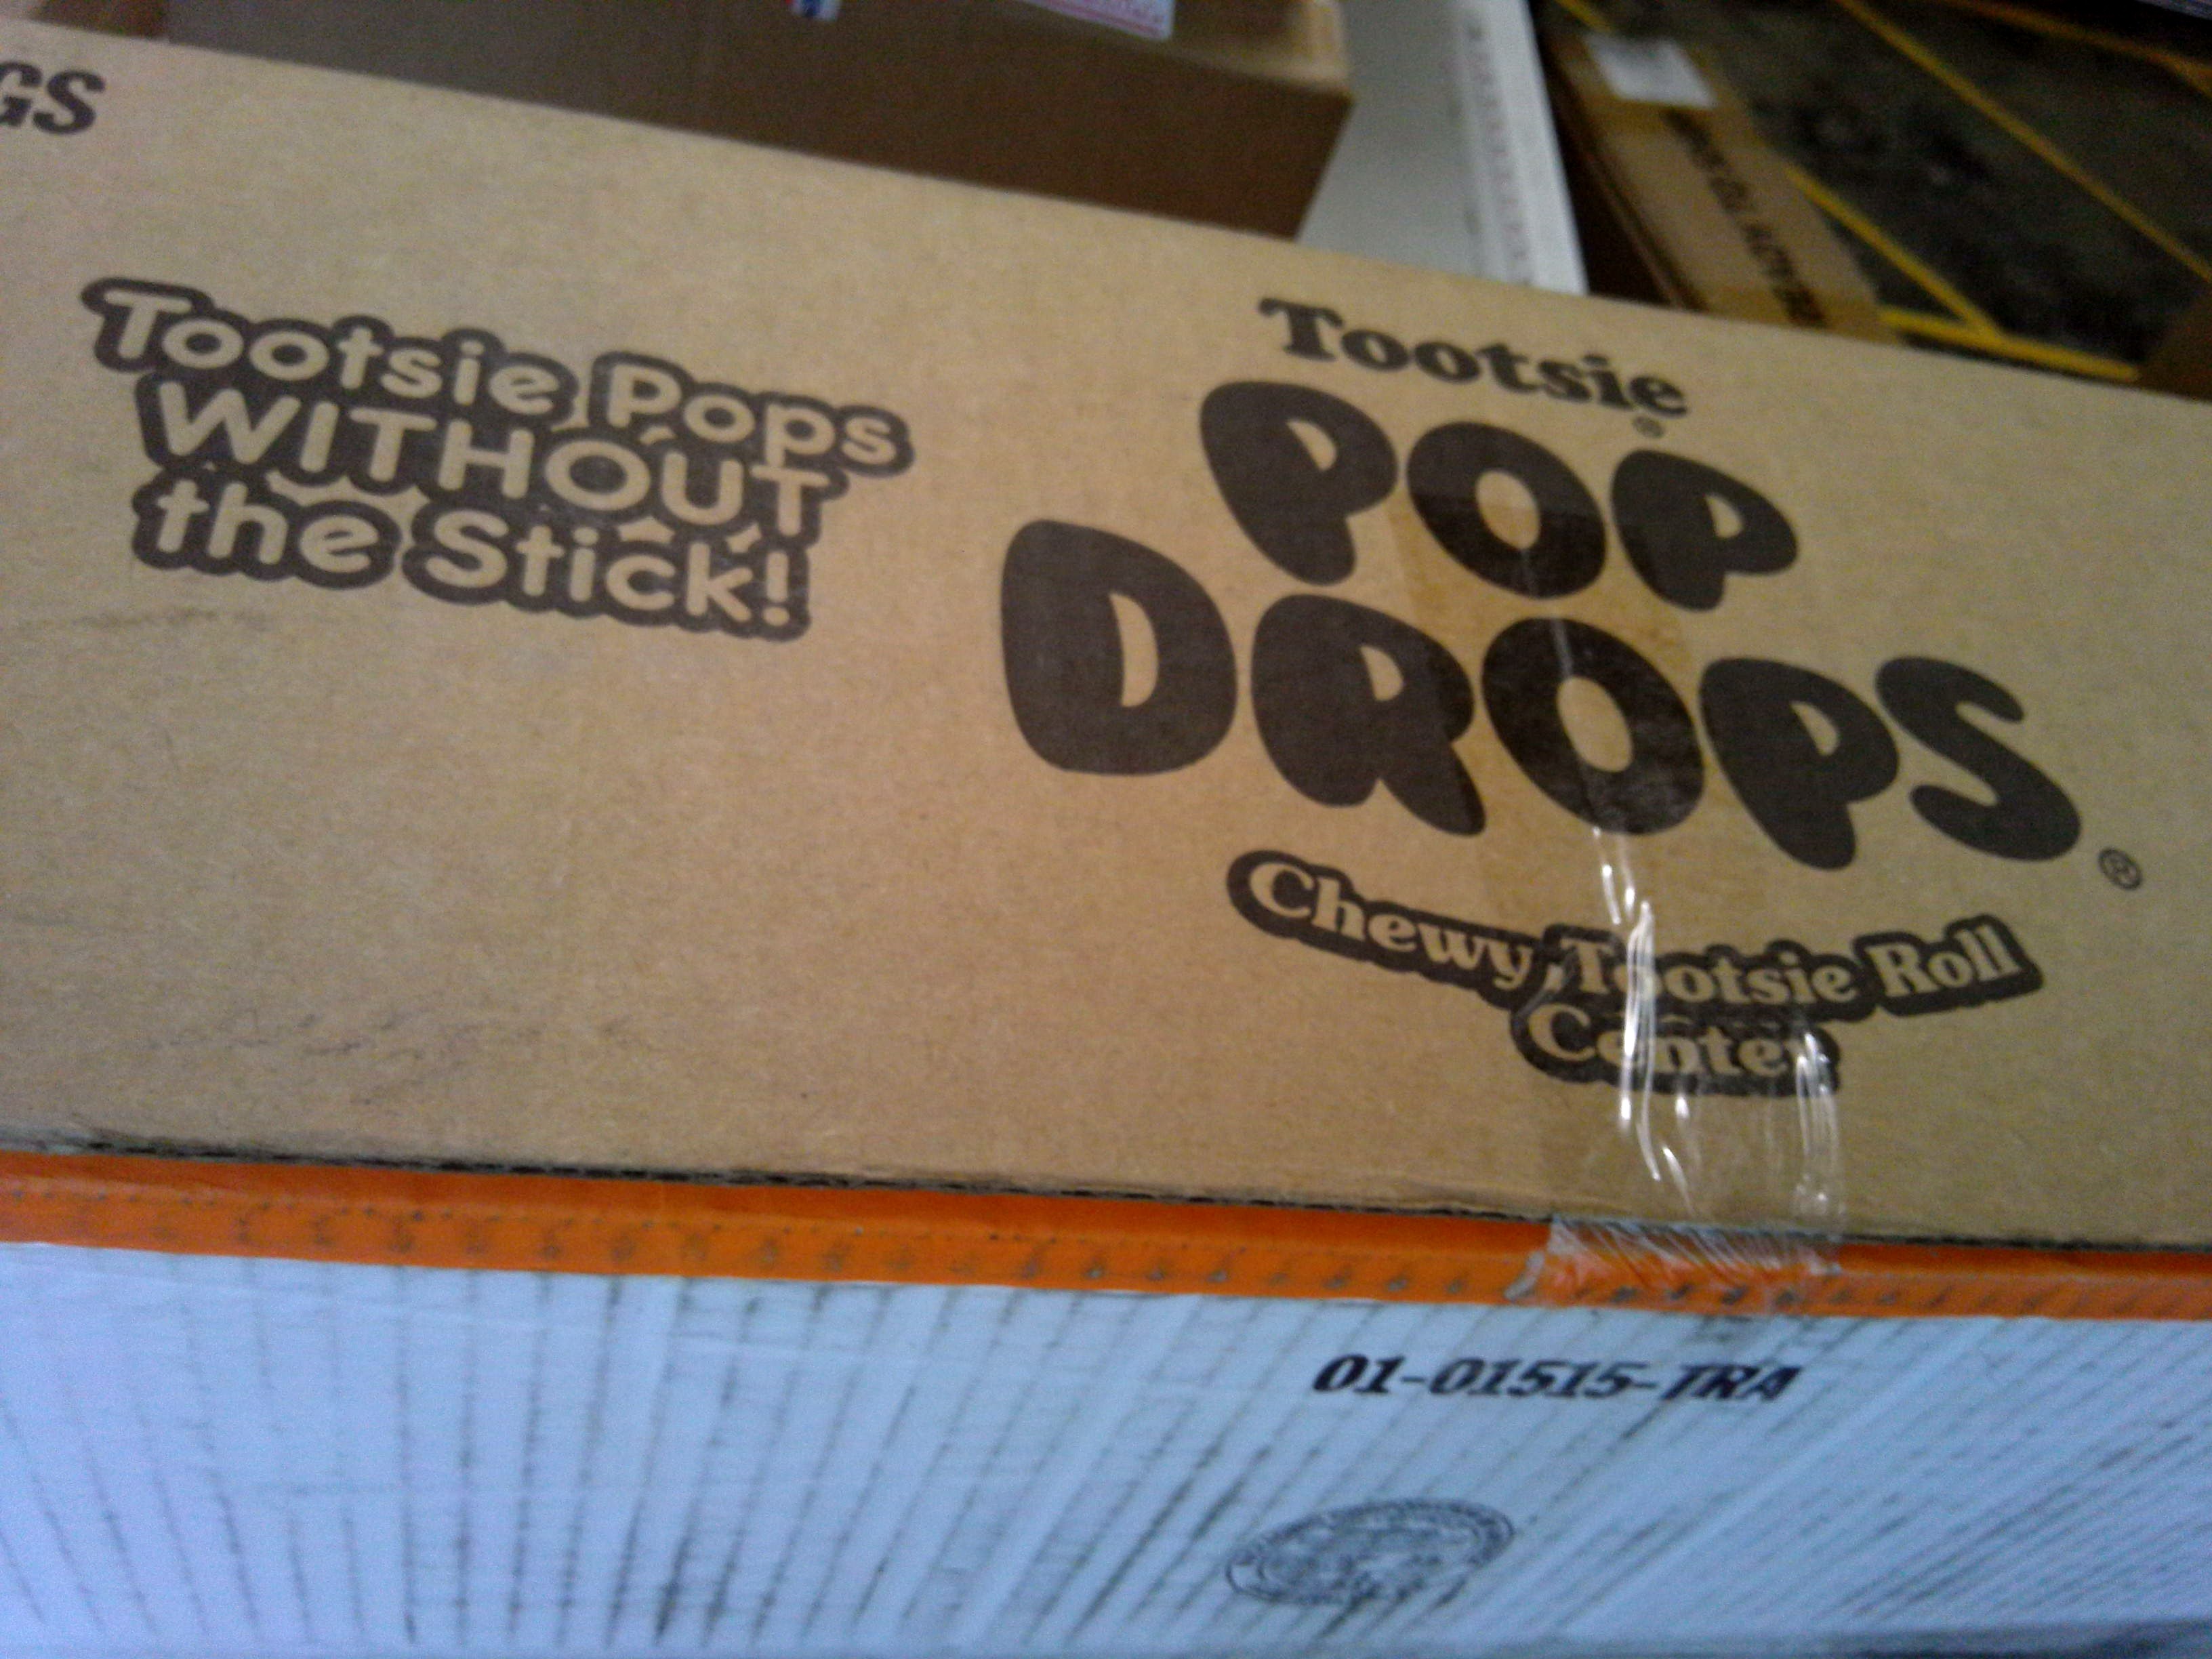 GS
Tootsie Pops
WITHOUT
the Stick!
Tootsie®
POP
DROPS®
Chewy Tootsie Roll
Center
01-01515-TRA